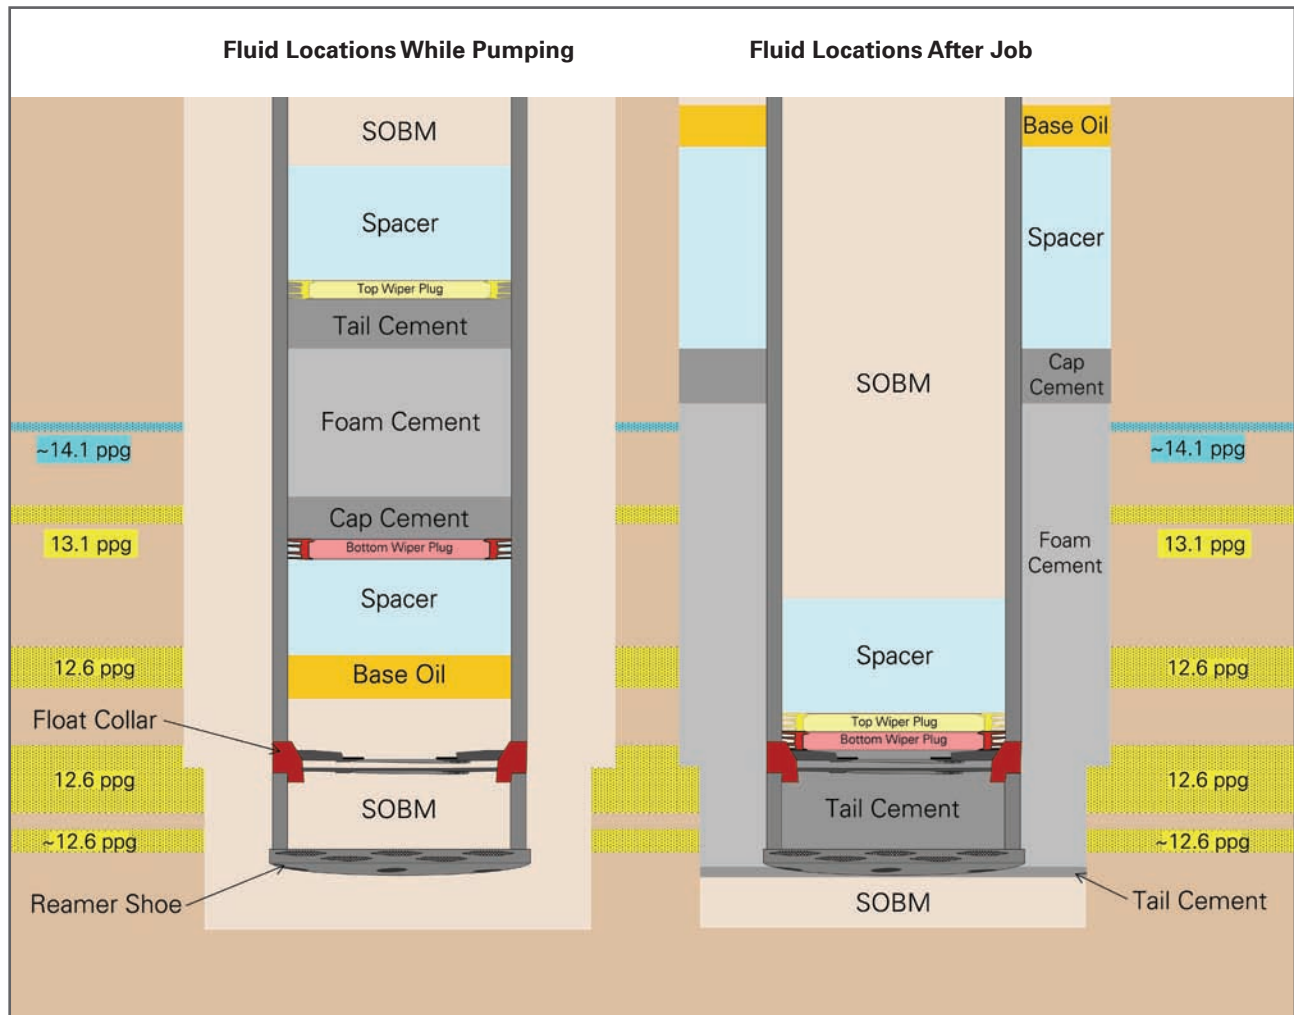 Fluid Locations While Pumping
Fluid Locations After Job
SOBM
Spacer
Top Wiper Plug
Tail Cement
Foam Cement
Cap Cement
Bottom Wiper Plug
Spacer
Base Oil
SOBM
~14.1 ppg
13.1 ppg
12.6 ppg
Float Collar
12.6 ppg
~12.6 ppg
Reamer Shoe
Base Oil
Spacer
Cap
Cement
SOBM
Foam
Cement
Spacer
Top Wiper Plug
Bottom Wiper Plug
Tail Cement
SOBM
~14.1 ppg
13.1 ppg
12.6 ppg
12.6 ppg
~12.6 ppg
Tail Cement